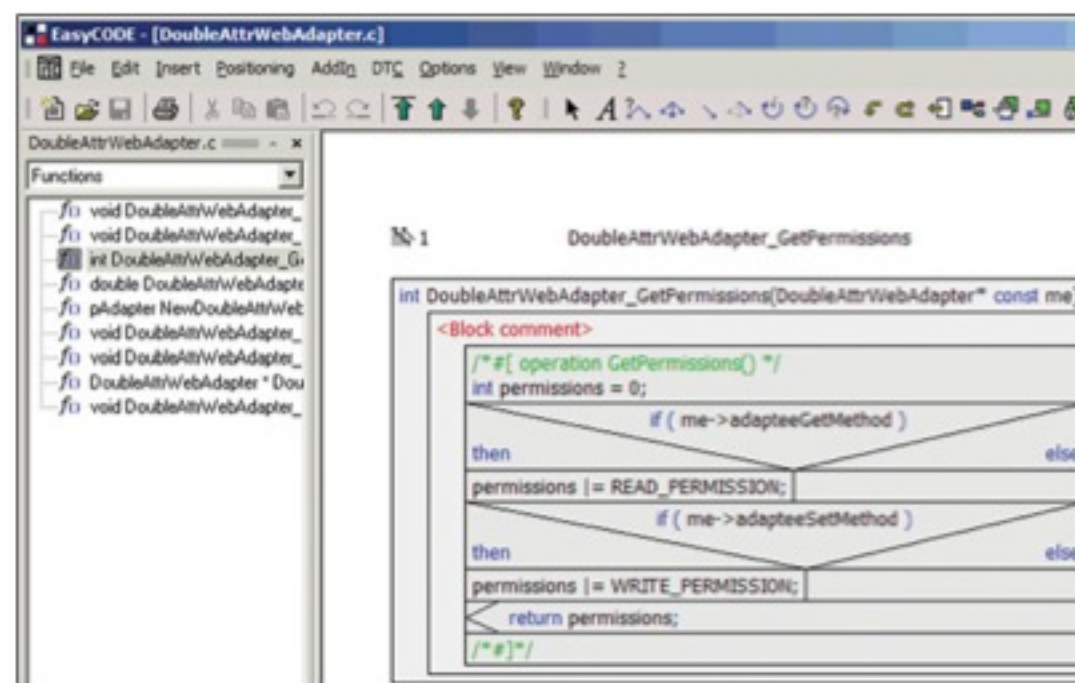 EasyCODE - [DoubleAttrWebAdapter.c]
File Edit Insert Positioning AddIn DTC Options View Window ?
DoubleAttrWebAdapter.c
Functions
void DoubleAttrWebAdapter_
void DoubleAttrWebAdapter_
int DoubleAttrWebAdapter_G
double DoubleAttrWebAdapte
pAdapter NewDoubleAttrWeb
void DoubleAttrWebAdapter_
void DoubleAttrWebAdapter_
DoubleAttrWebAdapter * Dou
void DoubleAttrWebAdapter_
1 DoubleAttrWebAdapter_GetPermissions
int DoubleAttrWebAdapter_GetPermissions(DoubleAttrWebAdapter* const me)
<Block comment>
/*#[ operation GetPermissions() */
int permissions = 0;
if ( me->adapteeGetMethod )
then else
permissions |= READ_PERMISSION;
if ( me->adapteeSetMethod )
then else
permissions |= WRITE_PERMISSION;
return permissions;
/*#]*/